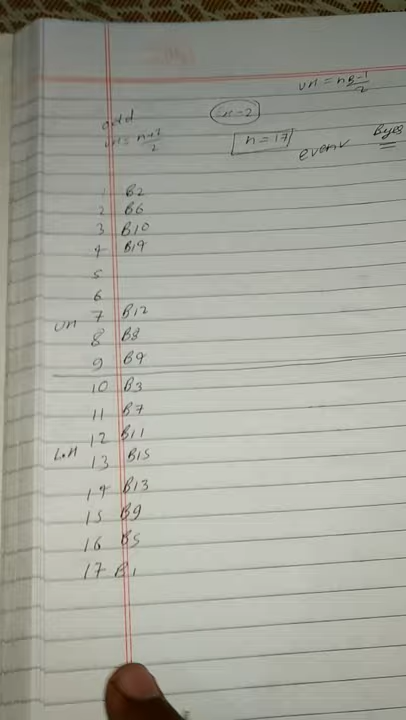 UH = nB-1/2
n-2
odd
UH = n+1/2
n = 17
even
Byes
1 B2
2 B6
3 B10
4 B14
5
6
UH
7 B12
8 B8
9 B4
10 B3
11 B7
12 B11
L.H
13 B15
14 B13
15 B9
16 B5
17 B1